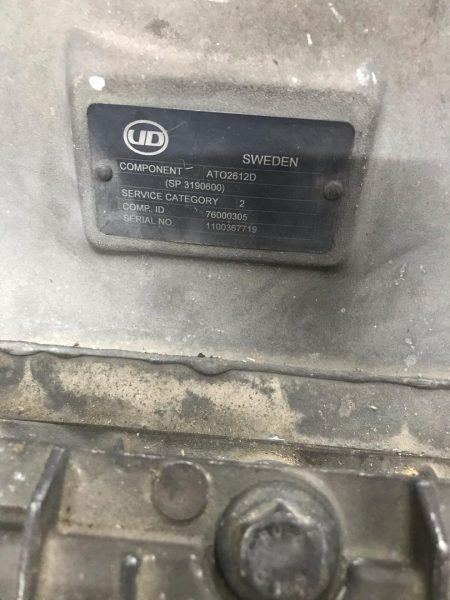 UD
SWEDEN
COMPONENT ATO2612D
(SP 3190600)
SERVICE CATEGORY 2
COMP. ID 76000305
SERIAL NO. 1100367719